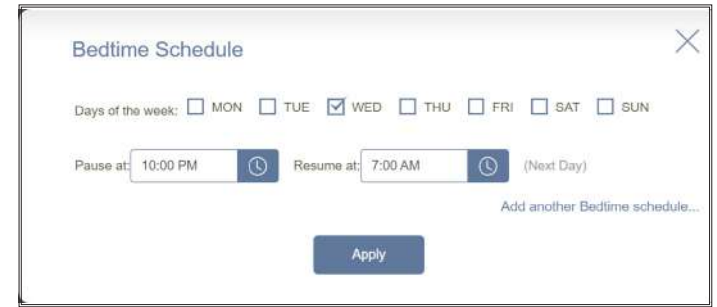 Bedtime Schedule
Days of the week: MON TUE WED THU FRI SAT SUN
Pause at: 10:00 PM Resume at: 7:00 AM (Next Day)
Add another Bedtime schedule...
Apply